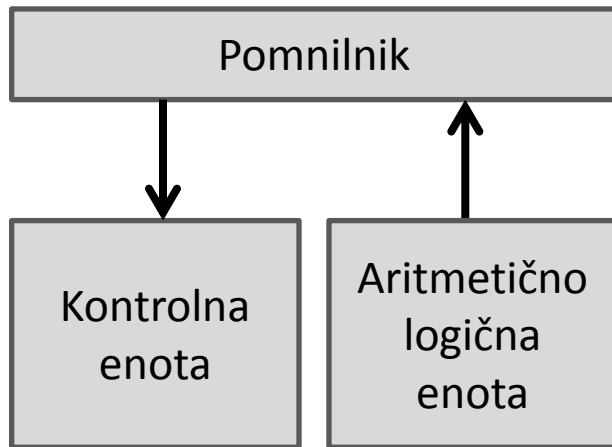 Pomnilnik
Kontrolna
enota
Aritmetično
logična
enota